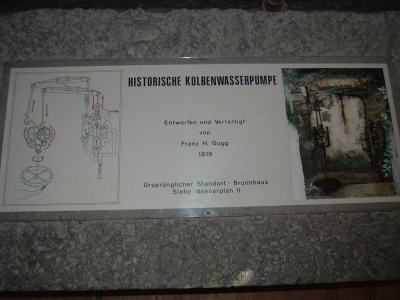 HISTORISCHE KOLBENWASSERPUMPE
Entworfen und Verfertigt
von
Franz H. Gugg
1819
Ursprünglicher Standort: Brunnhaus
Siehe Wasserplan II